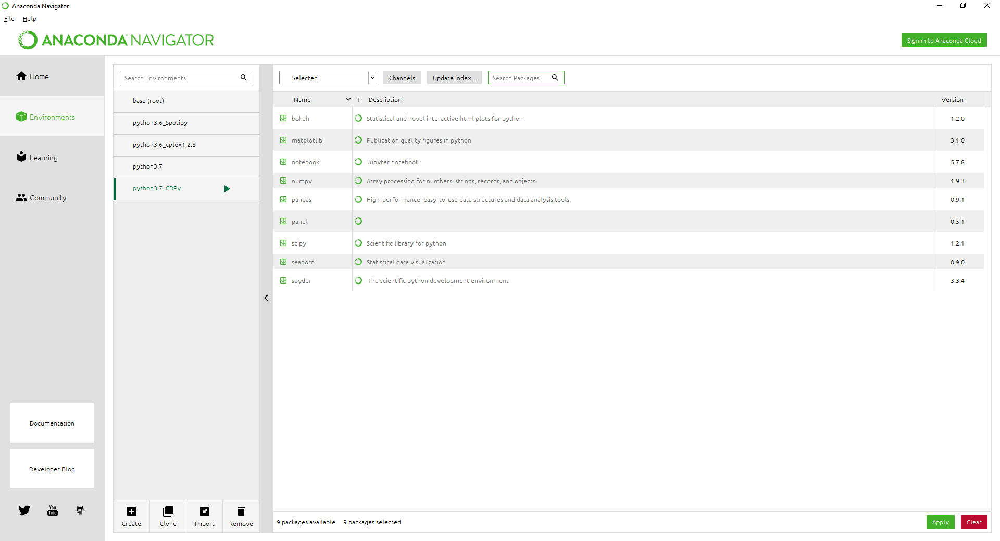 Anaconda Navigator
File Help
ANACONDA NAVIGATOR
Sign in to Anaconda Cloud
Home
Environments
Learning
Community
Documentation
Developer Blog
You
Tube
Search Environments
base (root)
python3.6_Spotipy
python3.6_cplex1.2.8
python3.7
python3.7_CDPy
Create Clone Import Remove
Selected Channels Update index... Search Packages
Name T Description Version
bokeh Statistical and novel interactive html plots for python 1.2.0
matplotlib Publication quality figures in python 3.1.0
notebook Jupyter notebook 5.7.8
numpy Array processing for numbers, strings, records, and objects. 1.9.3
pandas High-performance, easy-to-use data structures and data analysis tools. 0.9.1
panel 0.5.1
scipy Scientific library for python 1.2.1
seaborn Statistical data visualization 0.9.0
spyder The scientific python development environment 3.3.4
9 packages available 9 packages selected
Apply Clear